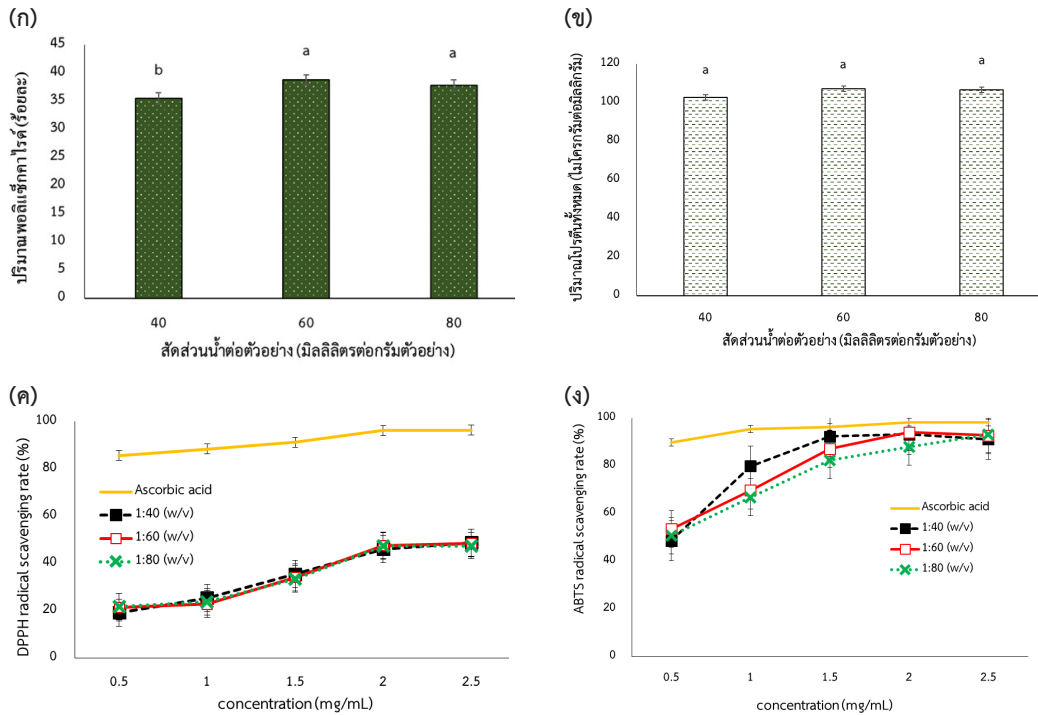 (ก)
ปริมาณพอลิแซ็กคาไรด์ (ร้อยละ)
45
40
35
30
25
20
15
10
5
0
b
a
a
40
60
80
สัดส่วนน้ำต่อตัวอย่าง (มิลลิลิตรต่อกรัมตัวอย่าง)
(ข)
ปริมาณโปรตีนทั้งหมด (ไมโครกรัมต่อมิลลิกรัม)
120
100
80
60
40
20
0
a
a
a
40
60
80
สัดส่วนน้ำต่อตัวอย่าง (มิลลิลิตรต่อกรัมตัวอย่าง)
(ค)
DPPH radical scavenging rate (%)
100
80
60
40
20
0
Ascorbic acid
1:40 (w/v)
1:60 (w/v)
1:80 (w/v)
0.5
1
1.5
2
2.5
concentration (mg/mL)
(ง)
ABTS radical scavenging rate (%)
100
80
60
40
20
0
Ascorbic acid
1:40 (w/v)
1:60 (w/v)
1:80 (w/v)
0.5
1
1.5
2
2.5
concentration (mg/mL)